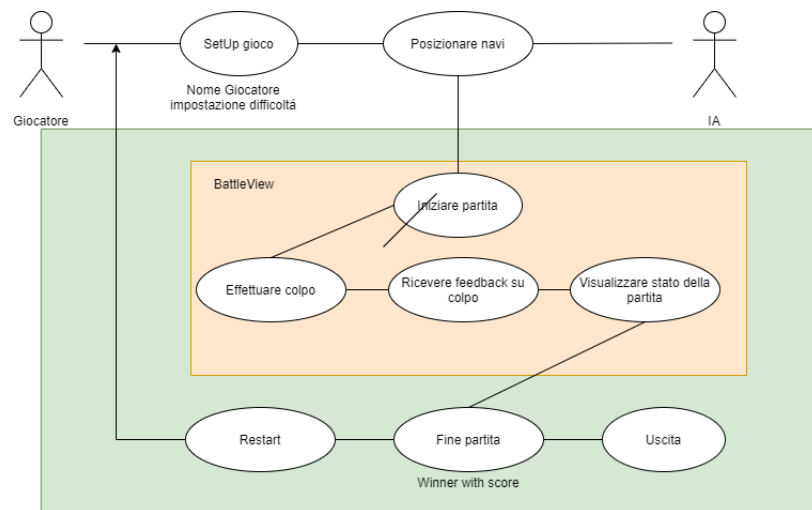 SetUp gioco
Posizionare navi
Nome Giocatore
impostazione difficoltá
Giocatore
IA
BattleView
Iniziare partita
Effettuare colpo
Ricevere feedback su
colpo
Visualizzare stato della
partita
Restart
Fine partita
Uscita
Winner with score